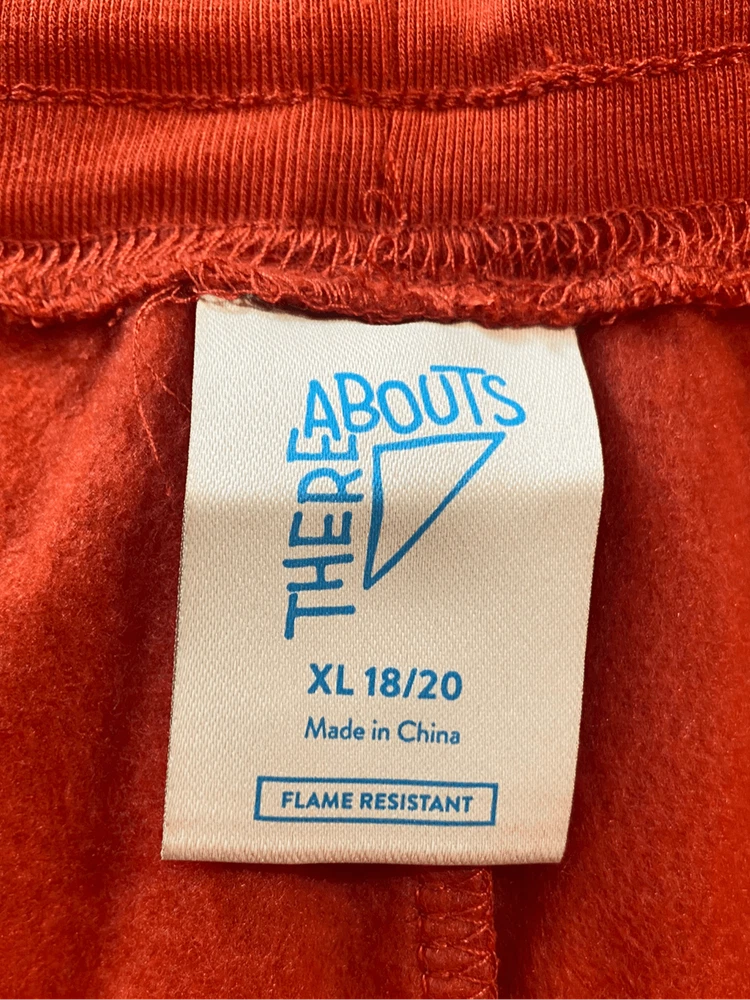 THEREABOUTS
XL 18/20
Made in China
FLAME RESISTANT